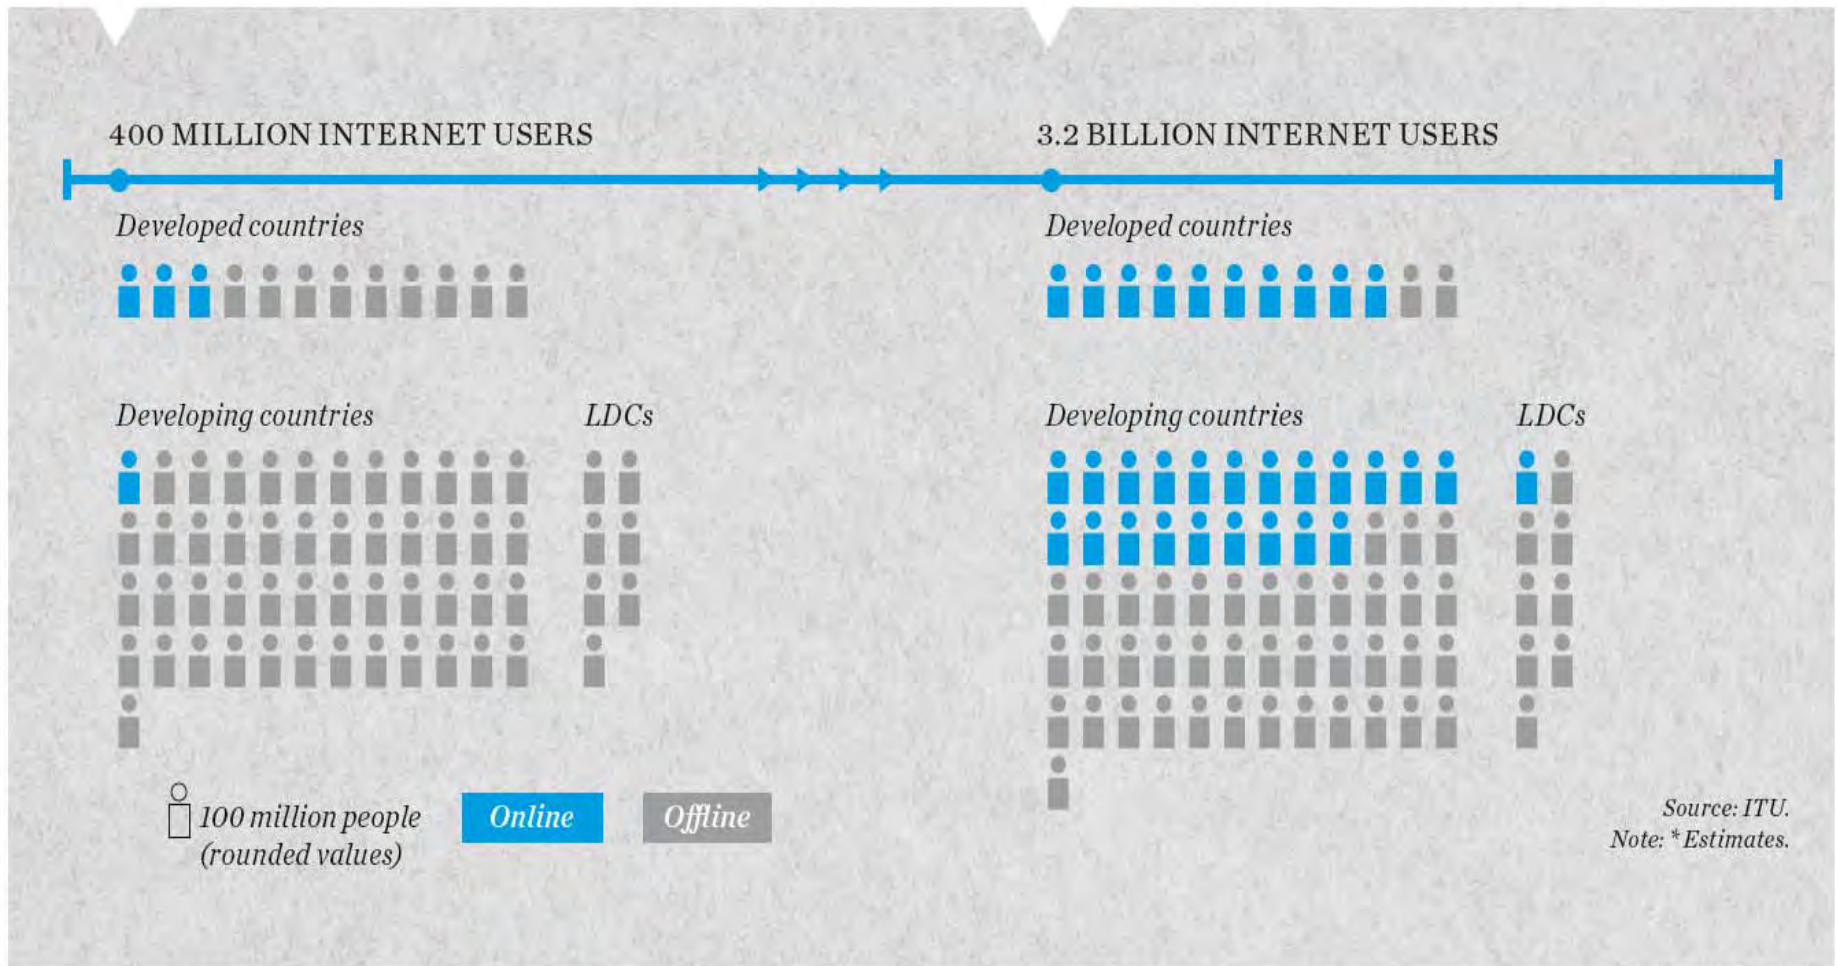 400 MILLION INTERNET USERS
Developed countries
Developing countries
LDCs
3.2 BILLION INTERNET USERS
Developed countries
Developing countries
LDCs
100 million people
(rounded values)
Online
Offline
Source: ITU.
Note: * Estimates.